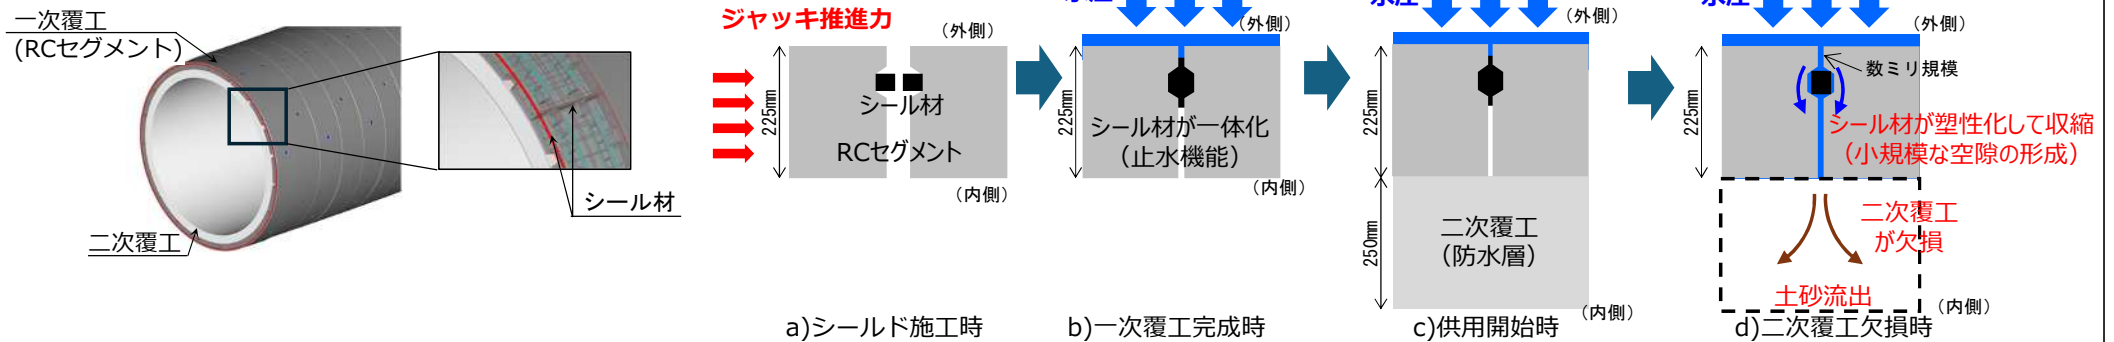 一次覆工
(RCセグメント)
二次覆工
シール材
ジャッキ推進力
(外側)
225mm
シール材
RCセグメント
(内側)
a)シールド施工時
水圧
(外側)
225mm
シール材が一体化
(止水機能)
(内側)
b)一次覆工完成時
水圧
(外側)
225mm
250mm
二次覆工
(防水層)
(内側)
c)供用開始時
水圧
(外側)
数ミリ規模
225mm
シール材が塑性化して収縮
(小規模な空隙の形成)
二次覆工
が欠損
土砂流出
(内側)
d)二次覆工欠損時